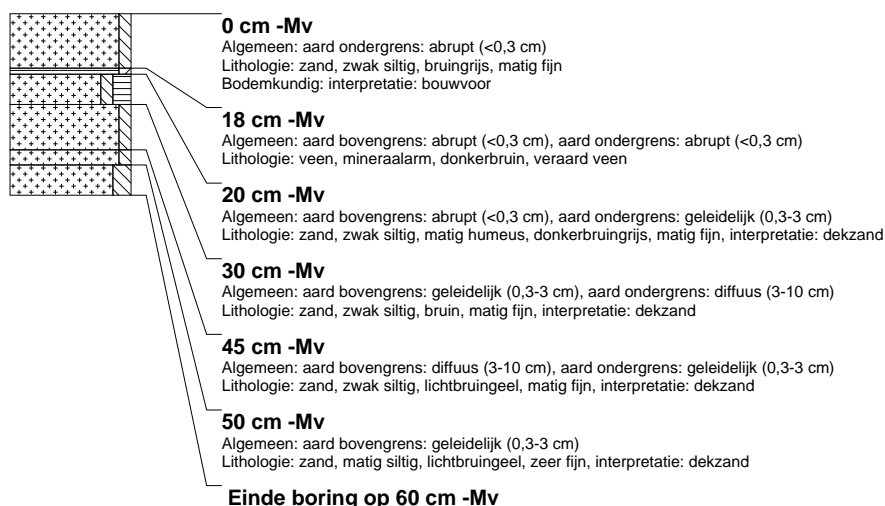 0 cm -Mv
Algemeen: aard ondergrens: abrupt (<0,3 cm)
Lithologie: zand, zwak siltig, bruingrijs, matig fijn
Bodemkundig: interpretatie: bouwvoor
18 cm -Mv
Algemeen: aard bovengrens: abrupt (<0,3 cm), aard ondergrens: abrupt (<0,3 cm)
Lithologie: veen, mineraalarm, donkerbruin, veraard veen
20 cm -Mv
Algemeen: aard bovengrens: abrupt (<0,3 cm), aard ondergrens: geleidelijk (0,3-3 cm)
Lithologie: zand, zwak siltig, matig humeus, donkerbruingrijs, matig fijn, interpretatie: dekzand
30 cm -Mv
Algemeen: aard bovengrens: geleidelijk (0,3-3 cm), aard ondergrens: diffuus (3-10 cm)
Lithologie: zand, zwak siltig, bruin, matig fijn, interpretatie: dekzand
45 cm -Mv
Algemeen: aard bovengrens: diffuus (3-10 cm), aard ondergrens: geleidelijk (0,3-3 cm)
Lithologie: zand, zwak siltig, lichtbruingeel, matig fijn, interpretatie: dekzand
50 cm -Mv
Algemeen: aard bovengrens: geleidelijk (0,3-3 cm)
Lithologie: zand, matig siltig, lichtbruingeel, zeer fijn, interpretatie: dekzand
Einde boring op 60 cm -Mv